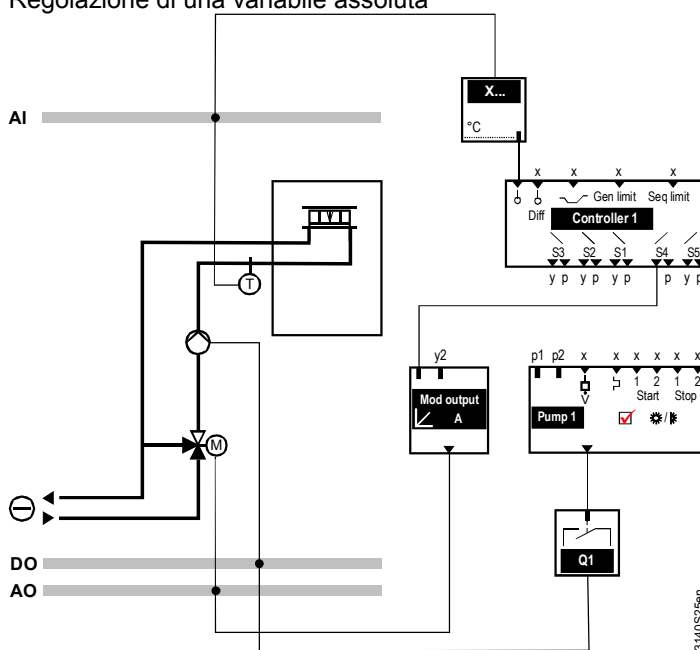 Regolazione di una variabile assoluta
X...
AI
°C
x x x x
Gen limit Seq limit
Diff
Controller 1
S3 S2 S1 S4 S5
y p y p y p p y p
T
y2
p1 p2 x x x x x x
1 2 1 2
Start Stop
Mod output
A
Pump 1
M
DO
Q1
AO
3140S25en